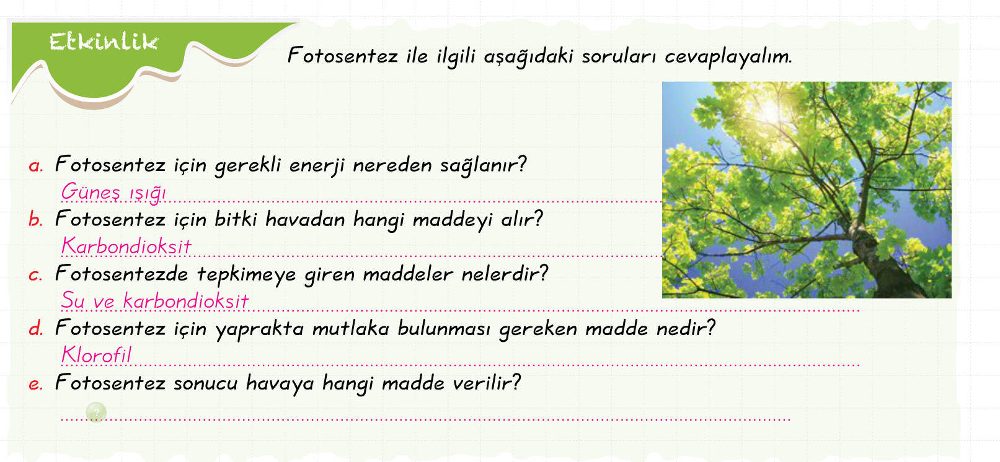 Etkinlik
Fotosentez ile ilgili aşağıdaki soruları cevaplayalım.
a. Fotosentez için gerekli enerji nereden sağlanır?
Güneş ışığı
b. Fotosentez için bitki havadan hangi maddeyi alır?
Karbondioksit
c. Fotosentezde tepkimeye giren maddeler nelerdir?
Su ve karbondioksit
d. Fotosentez için yaprakta mutlaka bulunması gereken madde nedir?
Klorofil
e. Fotosentez sonucu havaya hangi madde verilir?
?